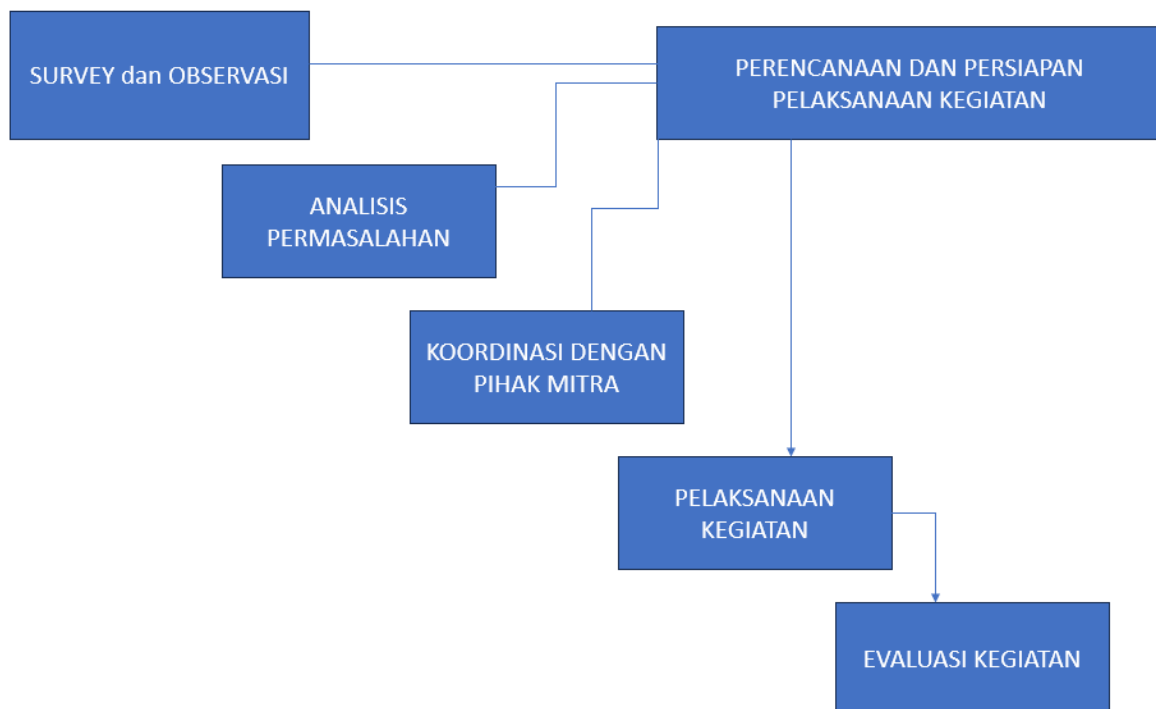 SURVEY dan OBSERVASI
PERENCANAAN DAN PERSIAPAN
PELAKSANAAN KEGIATAN
ANALISIS
PERMASALAHAN
KOORDINASI DENGAN
PIHAK MITRA
PELAKSANAAN
KEGIATAN
EVALUASI KEGIATAN